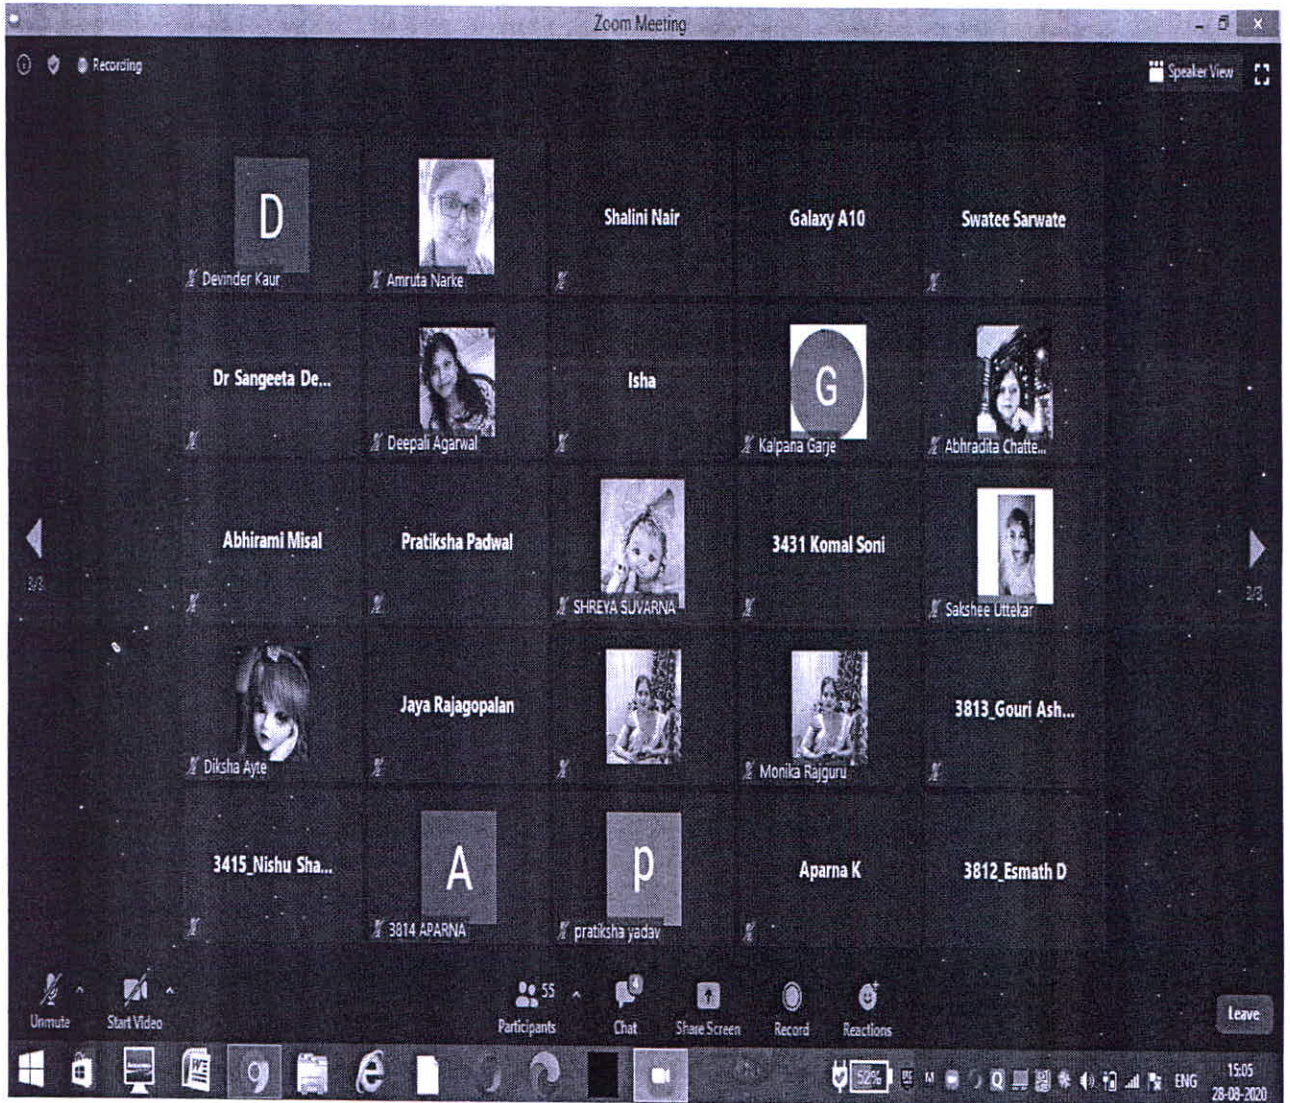 Zoom Meeting
Recording
Speaker View
D
Devinder Kaur
Amruta Narke
Shalini Nair
Galaxy A10
Swatee Sarwate
Dr Sangeeta De...
Deepali Agarwal
Isha
G
Kalpana Garje
Abhradita Chatte...
Abhirami Misal
Pratiksha Padwal
SHREYA SUVARNA
3431 Komal Soni
Sakshee Uttekar
Diksha Ayte
Jaya Rajagopalan
Monika Rajguru
3813_Gouri Ash...
3415_Nishu Sha...
A
3814 APARNA
p
pratiksha yadav
Aparna K
3812_Esmath D
Unmute
Start Video
55
Participants
4
Chat
Share Screen
Record
Reactions
Leave
52%
ENG
15:05
28-08-2020